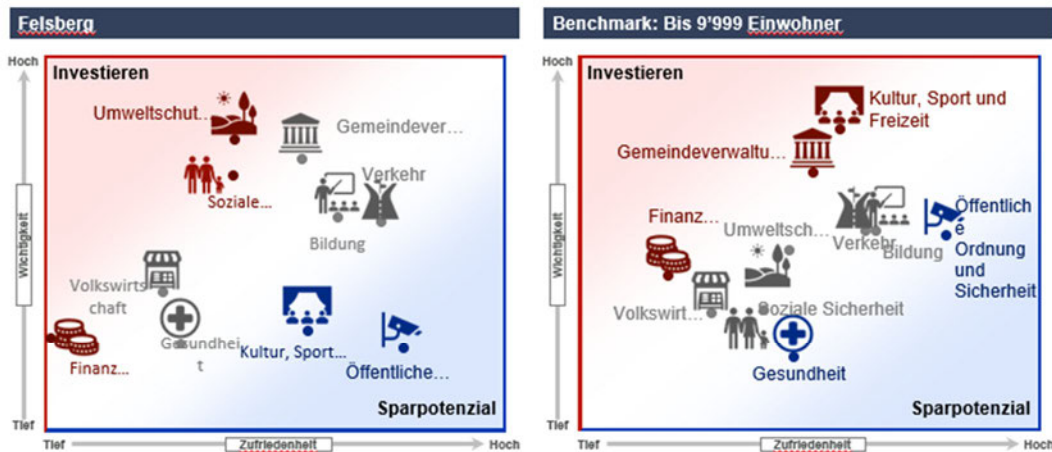 Felsberg
Hoch
Investieren
Umweltschut…
Gemeindever…
Soziale…
Verkehr
Bildung
Wichtigkeit
Volkswirts
chaft
Gesundhei
t
Finanz…
Kultur, Sport…
Öffentliche…
Sparpotenzial
Tief
Tief
Zufriedenheit
Hoch
Benchmark: Bis 9’999 Einwohner
Hoch
Investieren
Kultur, Sport und
Freizeit
Gemeindeverwaltu…
Finanz…
Umweltsch…
Verkehr
Bildung
Öffentlich
e
Ordnung
und
Sicherheit
Wichtigkeit
Volkswirt…
Soziale Sicherheit
Gesundheit
Sparpotenzial
Tief
Tief
Zufriedenheit
Hoch